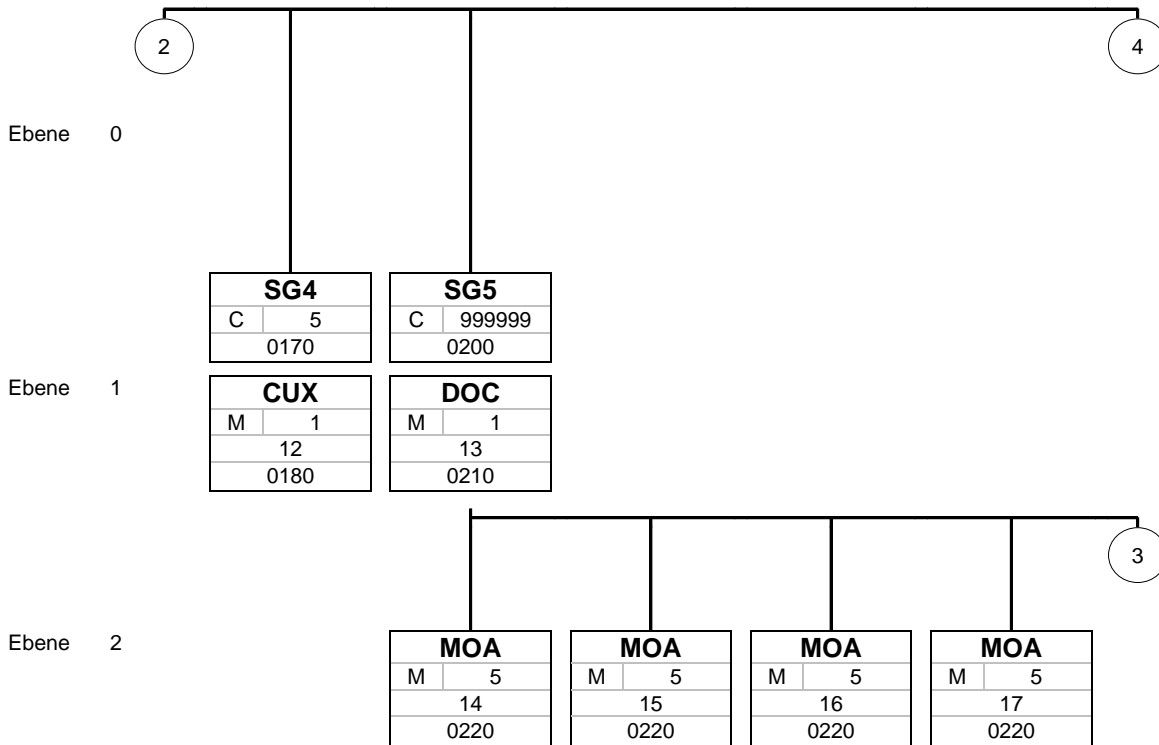 2 4
Ebene 0
SG4 SG5
C 5 C 999999
0170 0200
Ebene 1
CUX DOC
M 1 M 1
12 13
0180 0210
3
Ebene 2
MOA MOA MOA MOA
M 5 M 5 M 5 M 5
14 15 16 17
0220 0220 0220 0220